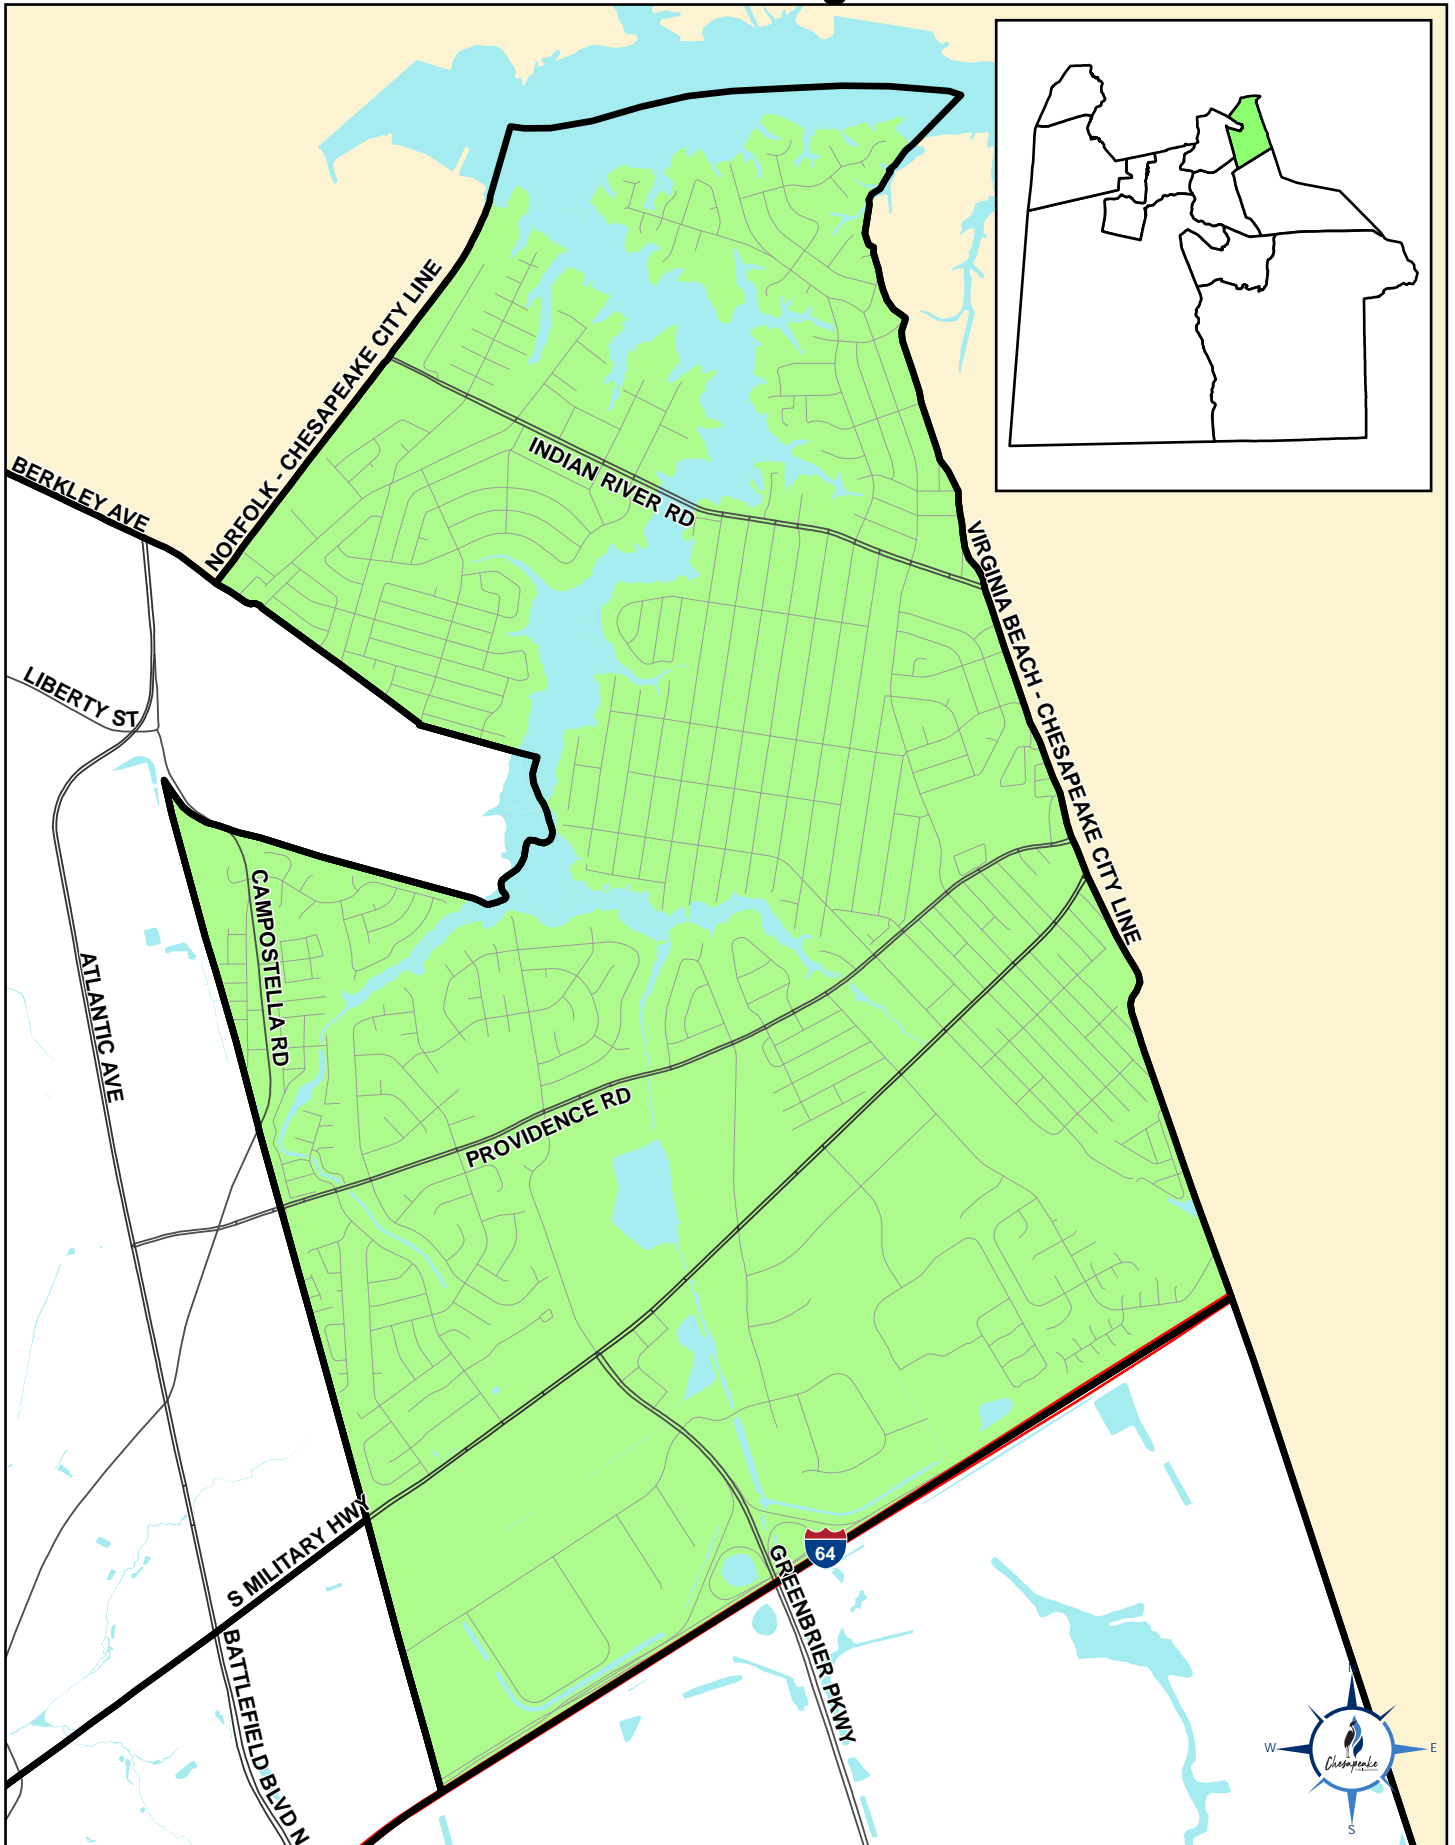 NORFOLK - CHESAPEAKE CITY LINE
BERKLEY AVE
INDIAN RIVER RD
VIRGINIA BEACH - CHESAPEAKE CITY LINE
LIBERTY ST
CAMPOSTELLA RD
ATLANTIC AVE
PROVIDENCE RD
S MILITARY HWY
64
GREENBRIER PKWY
BATTLEFIELD BLVD N
N
W
E
Chesapeake
S